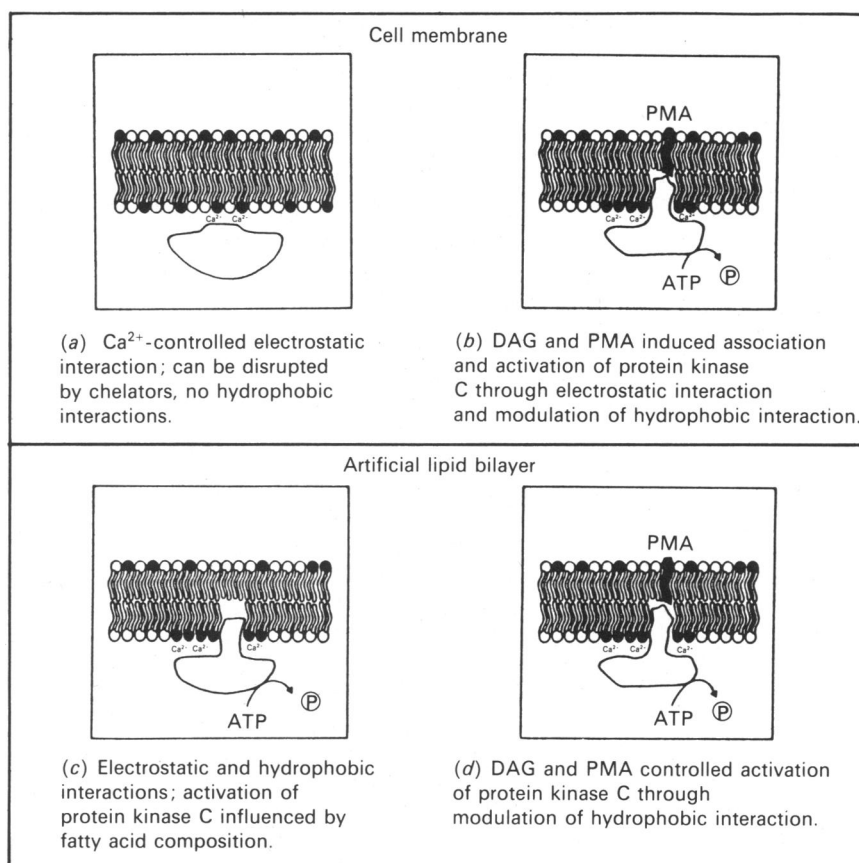 Cell membrane
Ca²⁻ Ca²⁻
(a) Ca²⁺-controlled electrostatic
interaction; can be disrupted
by chelators, no hydrophobic
interactions.
PMA
Ca²⁻ Ca²⁻ Ca²⁻
ATP
P
(b) DAG and PMA induced association
and activation of protein kinase
C through electrostatic interaction
and modulation of hydrophobic interaction.
Artificial lipid bilayer
Ca²⁻ Ca²⁻ Ca²⁻
ATP
P
(c) Electrostatic and hydrophobic
interactions; activation of
protein kinase C influenced by
fatty acid composition.
PMA
Ca²⁻ Ca²⁻ Ca²⁻
ATP
P
(d) DAG and PMA controlled activation
of protein kinase C through
modulation of hydrophobic interaction.